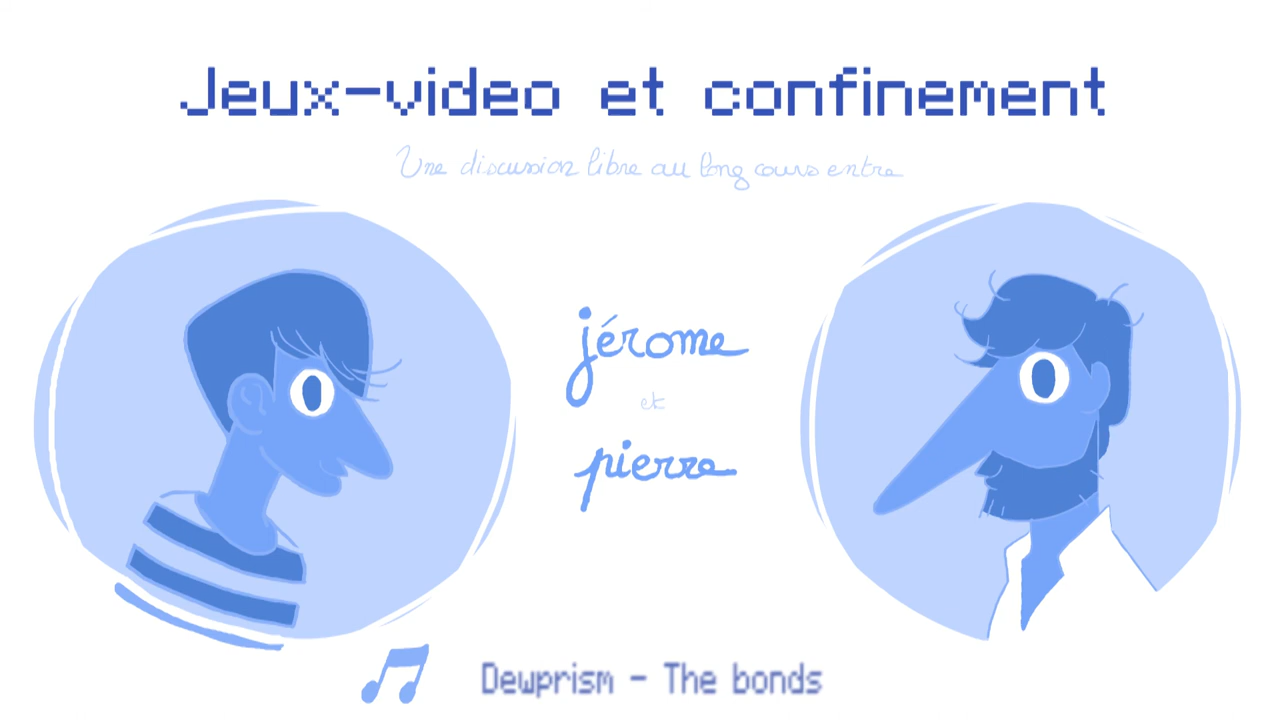 Jeux-video et confinement
Une discussion libre au long cours entre
jérome
et
pierre
Dewprism - The bonds